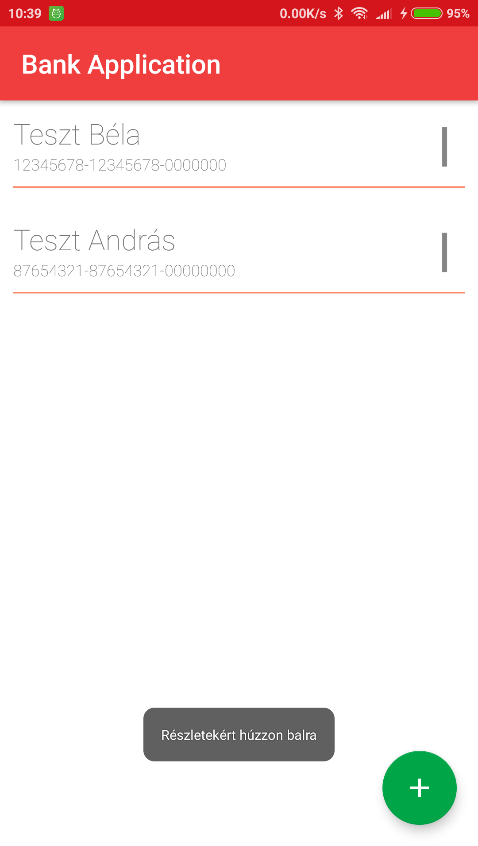 10:39 0.00K/s 95%
Bank Application
Teszt Béla
12345678-12345678-0000000
Teszt András
87654321-87654321-00000000
Részletekért húzzon balra
+